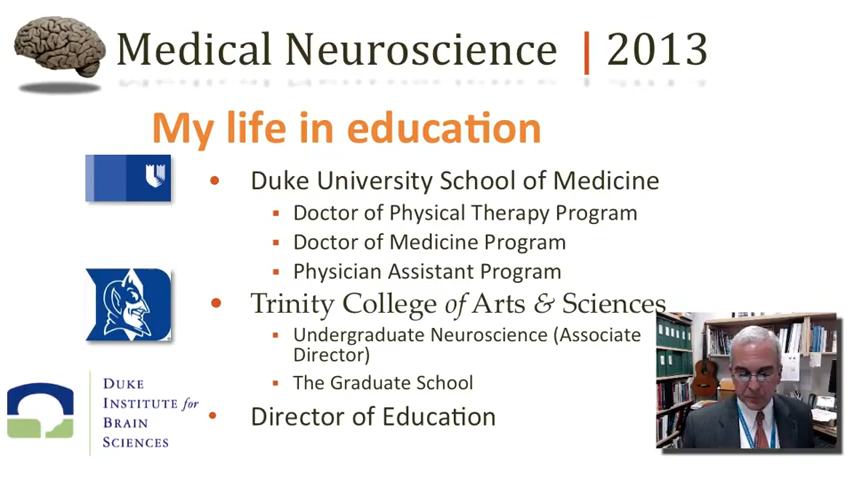 Medical Neuroscience | 2013
My life in education
• Duke University School of Medicine
▪ Doctor of Physical Therapy Program
▪ Doctor of Medicine Program
▪ Physician Assistant Program
• Trinity College of Arts & Sciences
▪ Undergraduate Neuroscience (Associate
Director)
▪ The Graduate School
DUKE
INSTITUTE for
BRAIN
SCIENCES
• Director of Education